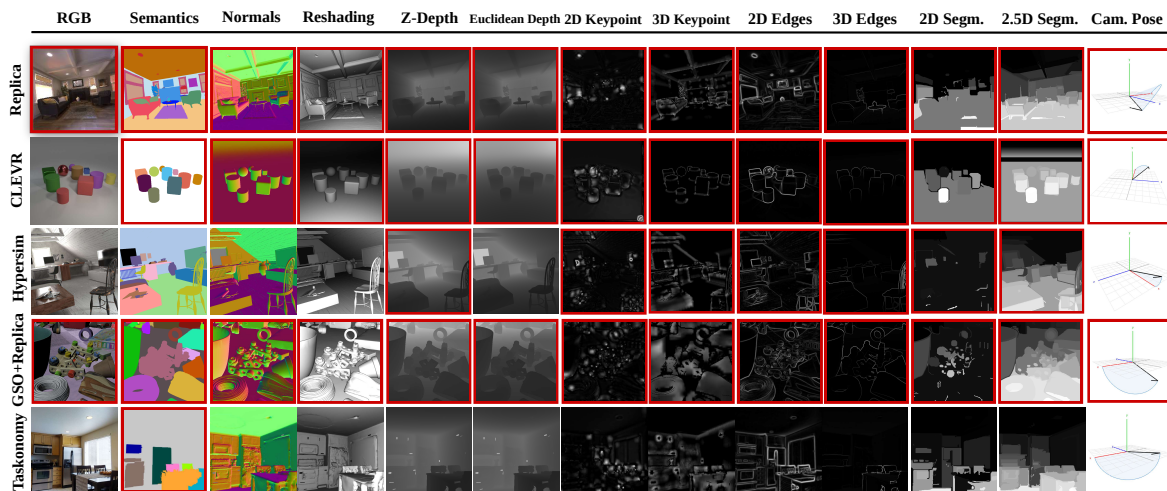 RGB Semantics Normals Reshading Z-Depth Euclidean Depth 2D Keypoint 3D Keypoint 2D Edges 3D Edges 2D Segm. 2.5D Segm. Cam. Pose
Replica
CLEVR
Hypersim
GSO+Replica
Taskonomy